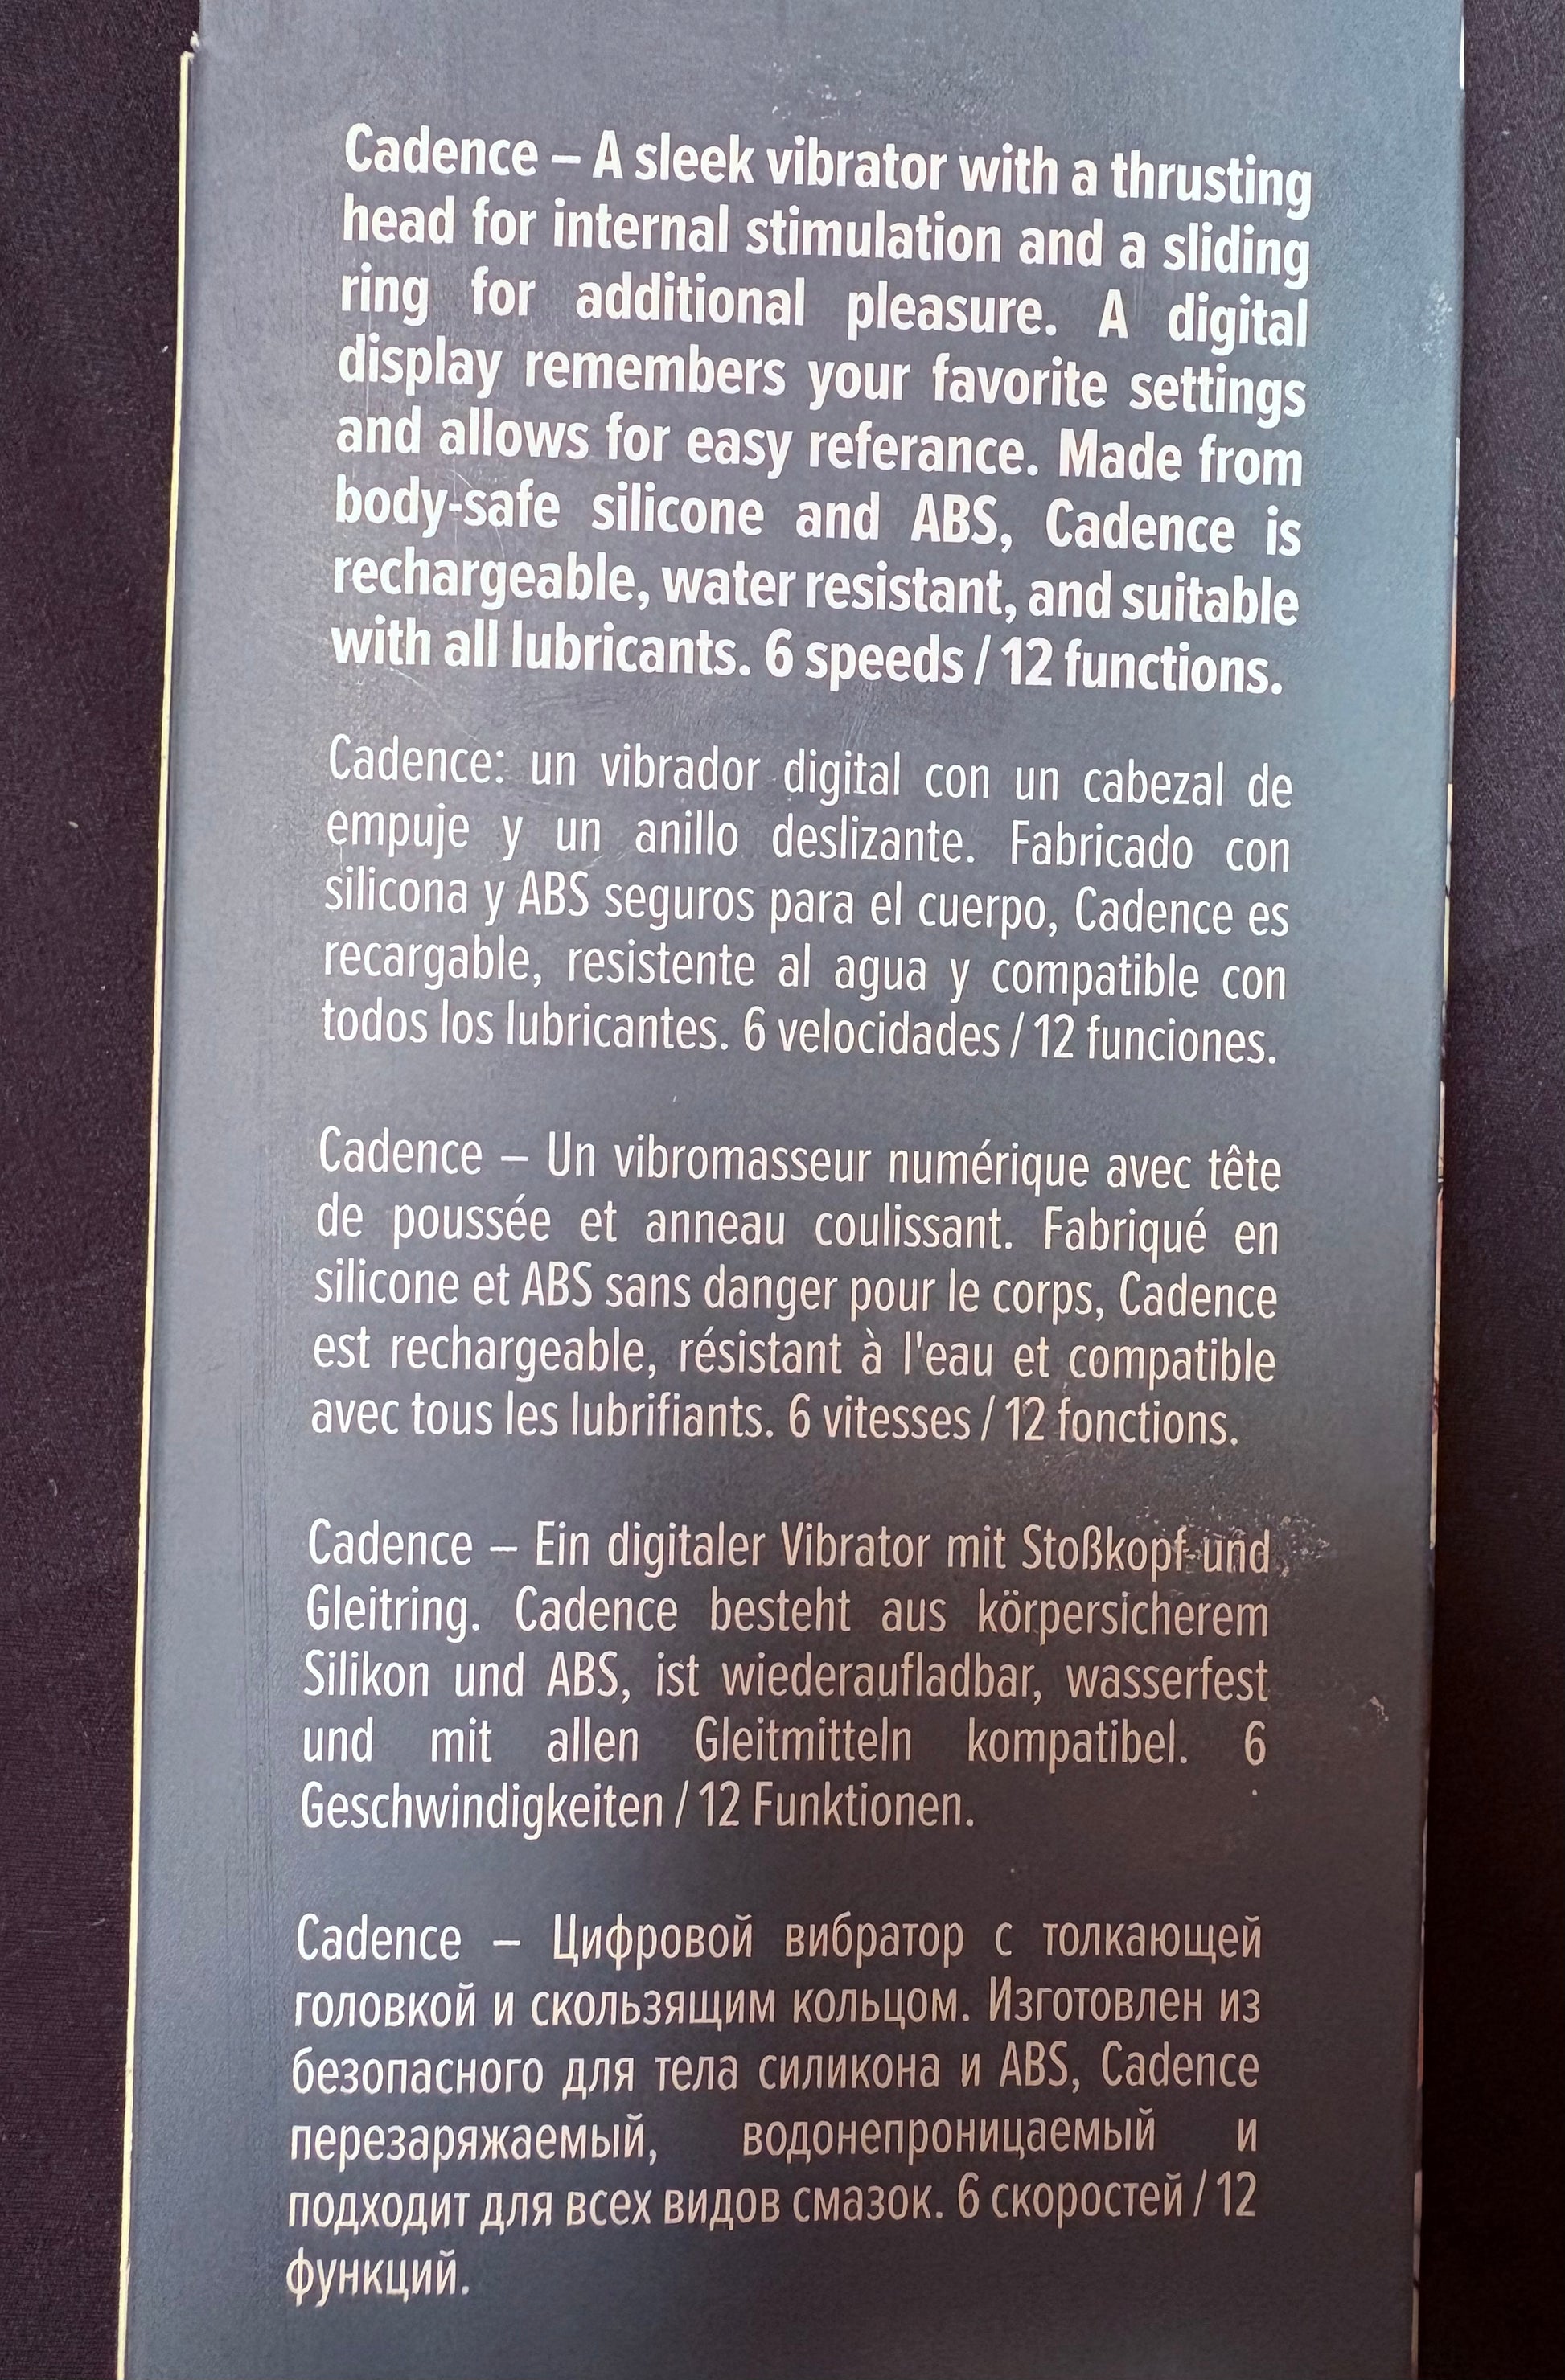 Cadence – A sleek vibrator with a thrusting
head for internal stimulation and a sliding
ring for additional pleasure. A digital
display remembers your favorite settings
and allows for easy referance. Made from
body-safe silicone and ABS, Cadence is
rechargeable, water resistant, and suitable
with all lubricants. 6 speeds / 12 functions.
Cadence: un vibrador digital con un cabezal de
empuje y un anillo deslizante. Fabricado con
silicona y ABS seguros para el cuerpo, Cadence es
recargable, resistente al agua y compatible con
todos los lubricantes. 6 velocidades / 12 funciones.
Cadence – Un vibromasseur numérique avec tête
de poussée et anneau coulissant. Fabriqué en
silicone et ABS sans danger pour le corps, Cadence
est rechargeable, résistant à l'eau et compatible
avec tous les lubrifiants. 6 vitesses / 12 fonctions.
Cadence – Ein digitaler Vibrator mit Stoßkopf und
Gleitring. Cadence besteht aus körpersicherem
Silikon und ABS, ist wiederaufladbar, wasserfest
und mit allen Gleitmitteln kompatibel. 6
Geschwindigkeiten / 12 Funktionen.
Cadence – Цифровой вибратор с толкающей
головкой и скользящим кольцом. Изготовлен из
безопасного для тела силикона и ABS, Cadence
перезаряжаемый, водонепроницаемый и
подходит для всех видов смазок. 6 скоростей / 12
функций.